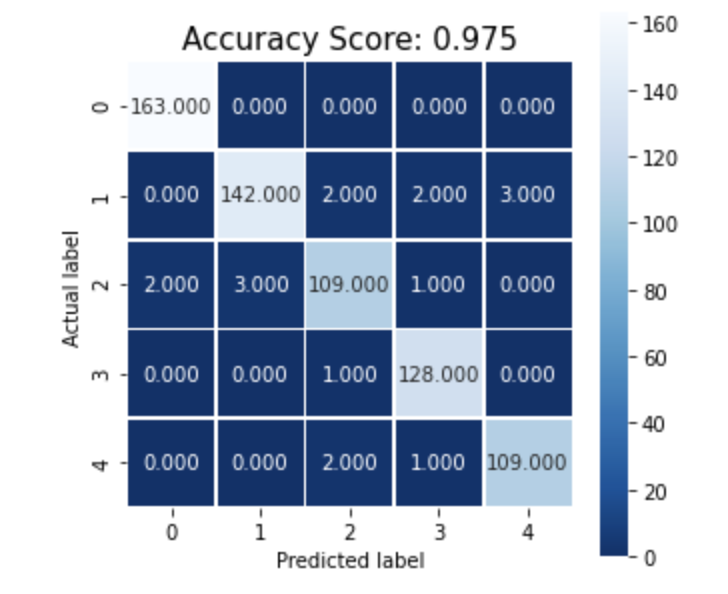 Accuracy Score: 0.975
0 163.000 0.000 0.000 0.000 0.000
1 0.000 142.000 2.000 2.000 3.000
2 2.000 3.000 109.000 1.000 0.000
3 0.000 0.000 1.000 128.000 0.000
4 0.000 0.000 2.000 1.000 109.000
0 1 2 3 4
Predicted label
Actual label
160
140
120
100
80
60
40
20
0